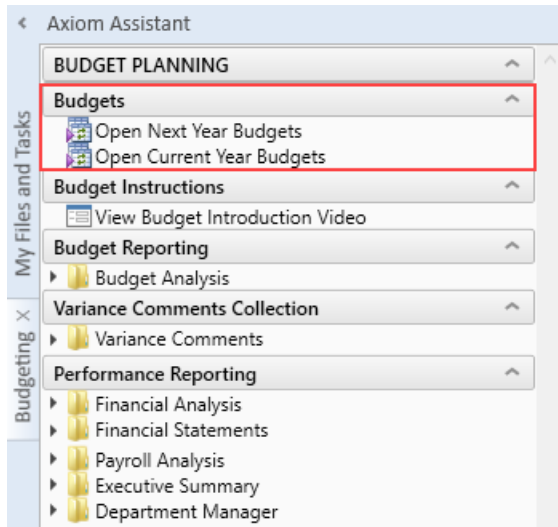 Axiom Assistant
BUDGET PLANNING
Budgets
Open Next Year Budgets
Open Current Year Budgets
Budget Instructions
View Budget Introduction Video
Budget Reporting
Budget Analysis
Variance Comments Collection
Variance Comments
Performance Reporting
Financial Analysis
Financial Statements
Payroll Analysis
Executive Summary
Department Manager
My Files and Tasks
Budgeting